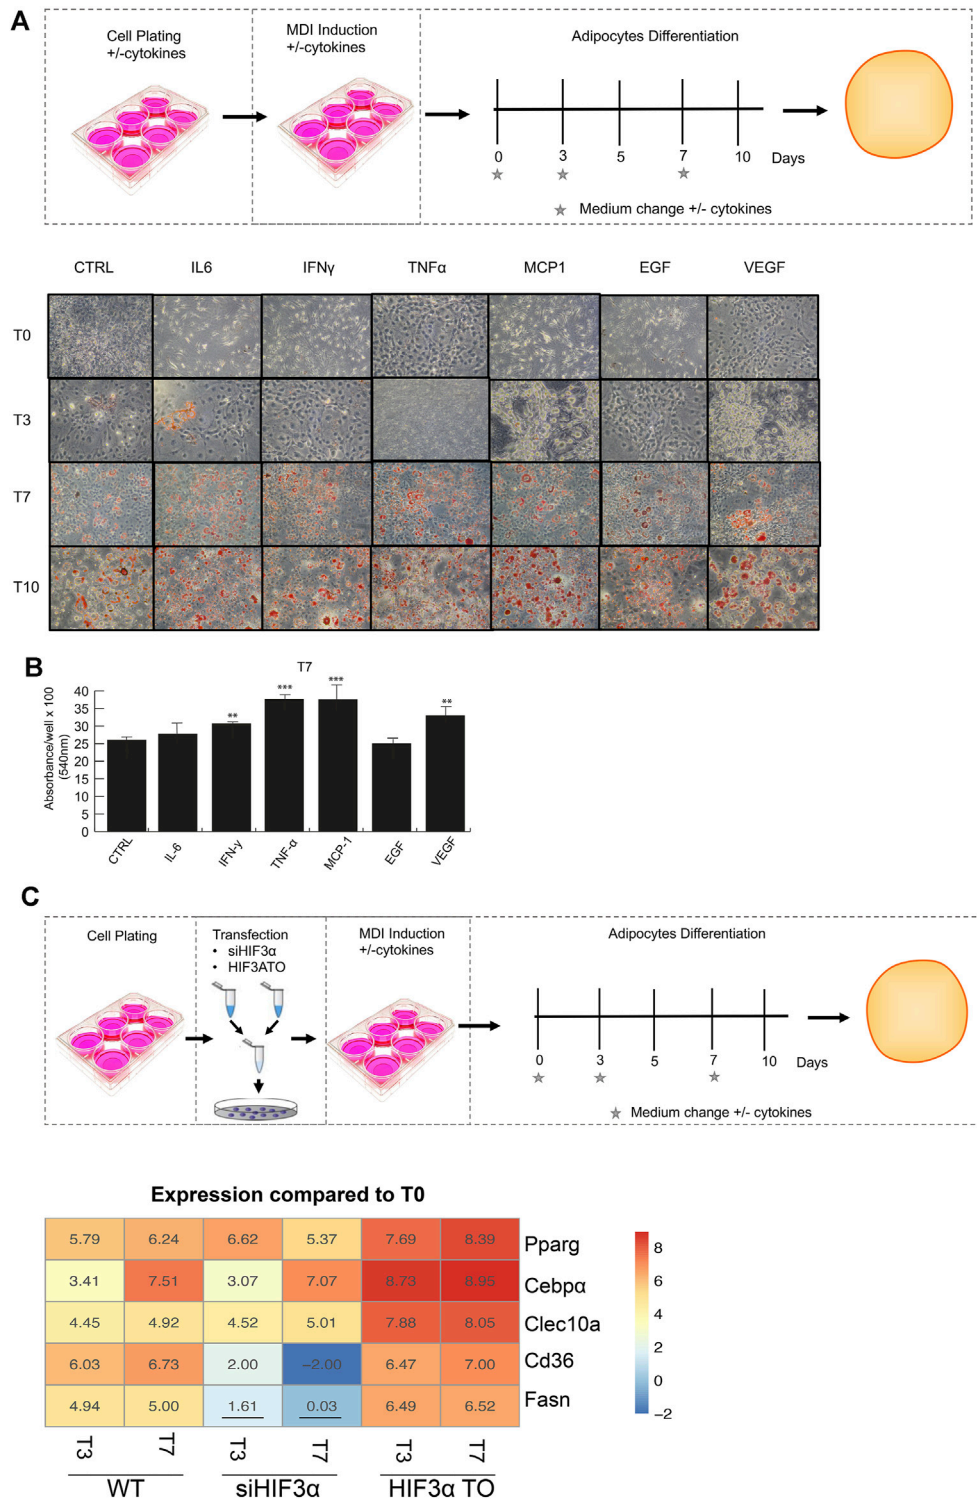 A
Cell Plating
+/-cytokines
MDI Induction
+/-cytokines
Adipocytes Differentiation
0 3 5 7 10 Days
Medium change +/- cytokines
CTRL IL6 IFNγ TNFα MCP1 EGF VEGF
T0
T3
T7
T10
B
T7
Absorbance/well x 100
(540nm)
40
35
30
25
20
15
10
5
0
** *** *** **
CTRL IL-6 IFN-y TNF-α MCP-1 EGF VEGF
C
Cell Plating
Transfection
• siHIF3α
• HIF3ATO
MDI Induction
+/-cytokines
Adipocytes Differentiation
0 3 5 7 10 Days
Medium change +/- cytokines
Expression compared to T0
5.79 6.24 6.62 5.37 7.69 8.39 Pparg
3.41 7.51 3.07 7.07 8.73 8.95 Cebpα
4.45 4.92 4.52 5.01 7.88 8.05 Clec10a
6.03 6.73 2.00 −2.00 6.47 7.00 Cd36
4.94 5.00 1.61 0.03 6.49 6.52 Fasn
8
6
4
2
0
−2
T3 T7 T3 T7 T3 T7
WT siHIF3α HIF3α TO